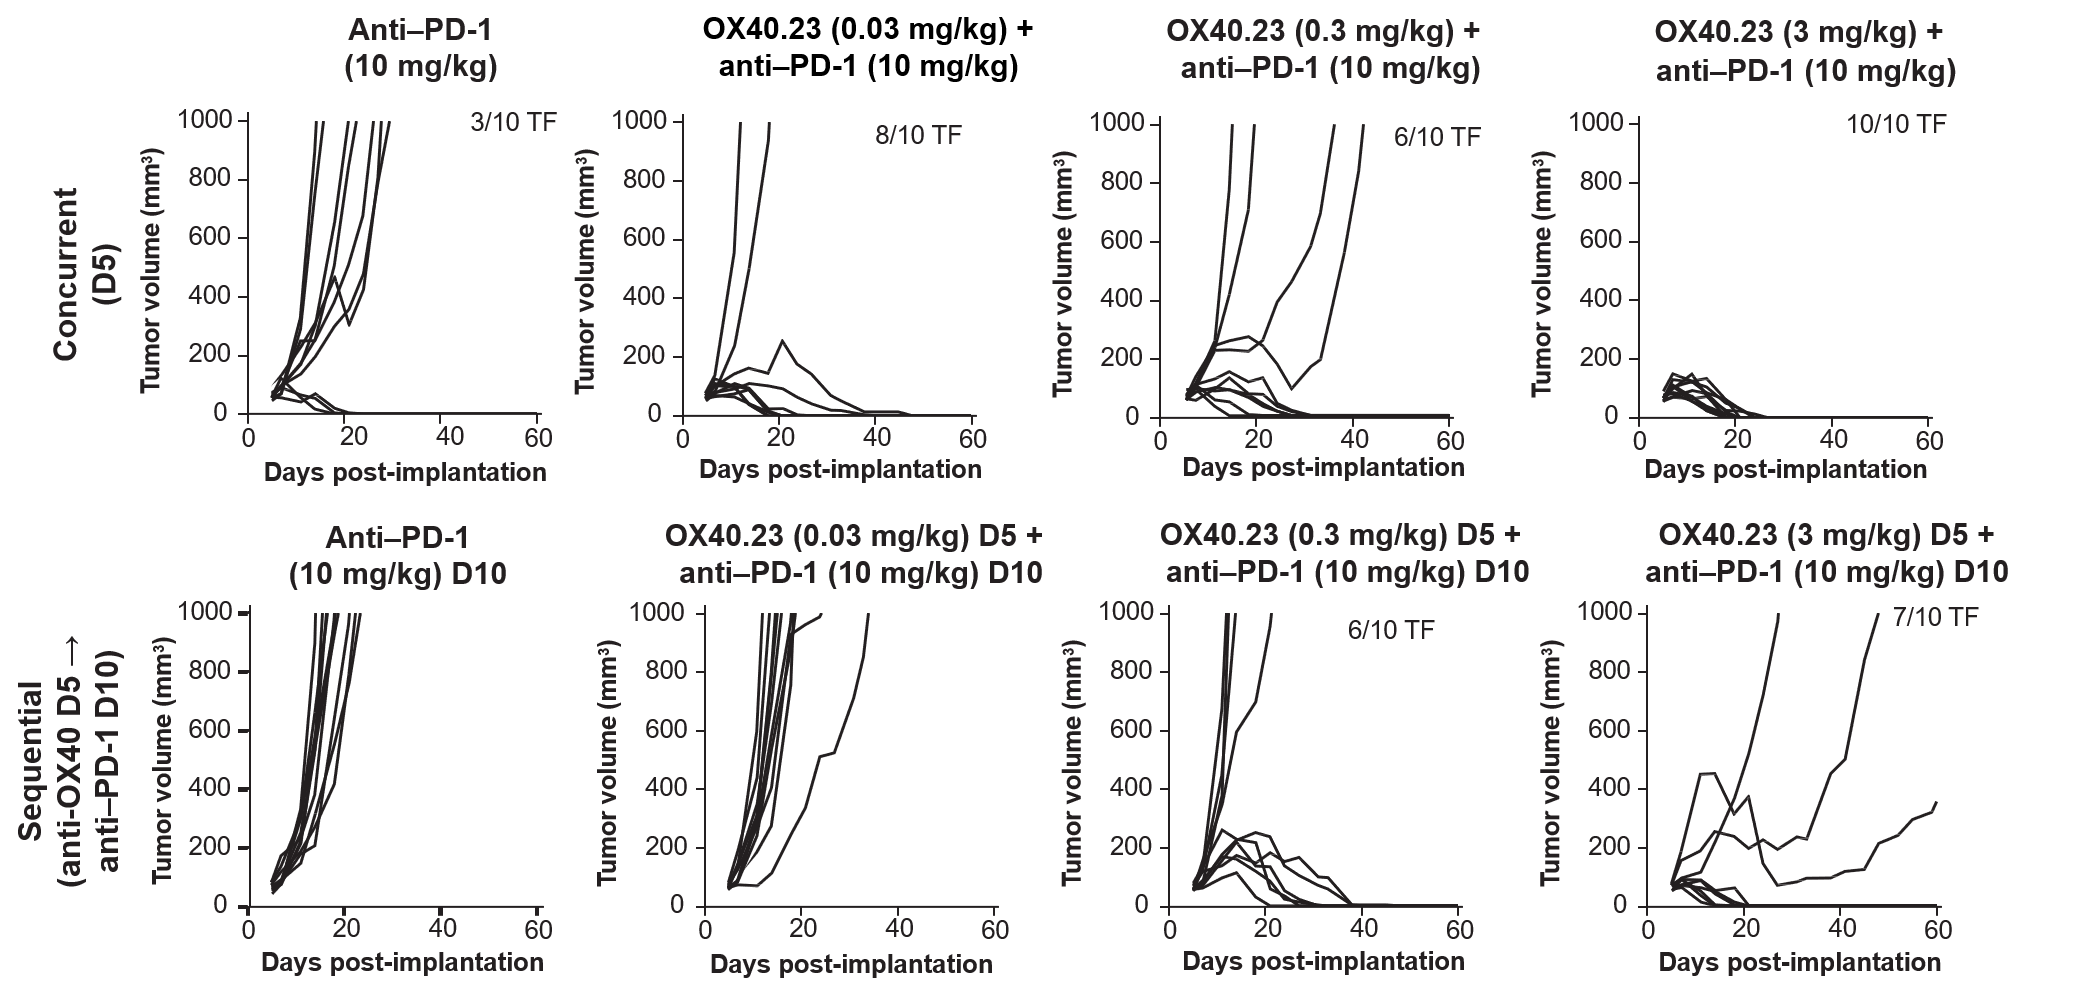 Anti–PD-1
(10 mg/kg)
OX40.23 (0.03 mg/kg) +
anti–PD-1 (10 mg/kg)
OX40.23 (0.3 mg/kg) +
anti–PD-1 (10 mg/kg)
OX40.23 (3 mg/kg) +
anti–PD-1 (10 mg/kg)
Concurrent
(D5)
Tumor volume (mm³)
1000
800
600
400
200
0
3/10 TF
0
20
40
60
Days post-implantation
Tumor volume (mm³)
1000
800
600
400
200
0
8/10 TF
0
20
40
60
Days post-implantation
Tumor volume (mm³)
1000
800
600
400
200
0
6/10 TF
0
20
40
60
Days post-implantation
Tumor volume (mm³)
1000
800
600
400
200
0
10/10 TF
0
20
40
60
Days post-implantation
Anti–PD-1
(10 mg/kg) D10
OX40.23 (0.03 mg/kg) D5 +
anti–PD-1 (10 mg/kg) D10
OX40.23 (0.3 mg/kg) D5 +
anti–PD-1 (10 mg/kg) D10
OX40.23 (3 mg/kg) D5 +
anti–PD-1 (10 mg/kg) D10
Sequential
(anti-OX40 D5 →
anti–PD-1 D10)
Tumor volume (mm³)
1000
800
600
400
200
0
0
20
40
60
Days post-implantation
Tumor volume (mm³)
1000
800
600
400
200
0
0
20
40
60
Days post-implantation
Tumor volume (mm³)
1000
800
600
400
200
0
6/10 TF
0
20
40
60
Days post-implantation
Tumor volume (mm³)
1000
800
600
400
200
0
7/10 TF
0
20
40
60
Days post-implantation